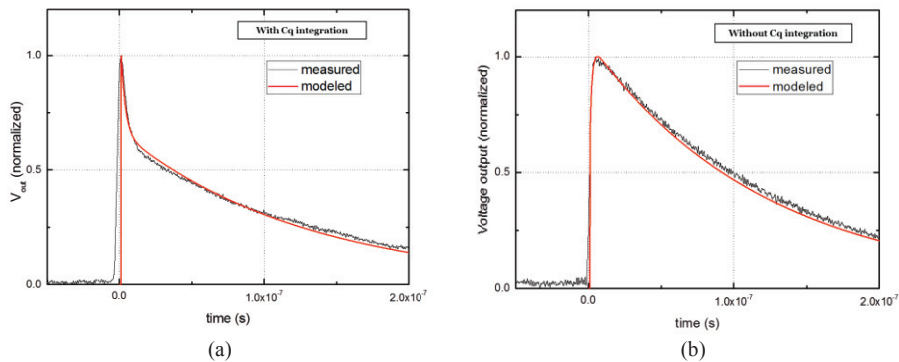 With Cq integration
measured
modeled
1.0
0.5
0.0
V_out (normalized)
0.0
1.0x10^-7
2.0x10^-7
time (s)
(a)
Without Cq integration
measured
modeled
1.0
0.5
0.0
Voltage output (normalized)
0.0
1.0x10^-7
2.0x10^-7
time (s)
(b)